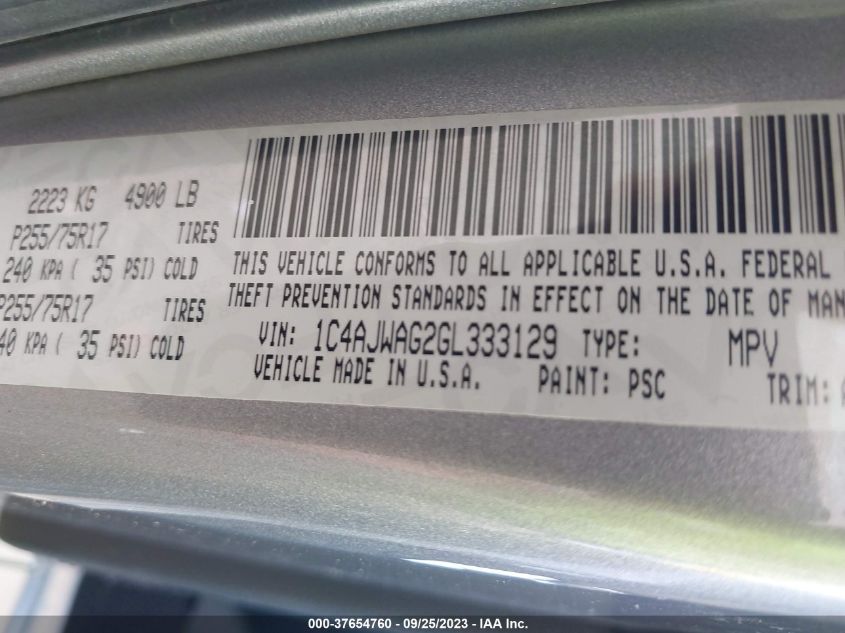 2223 KG 4900 LB
P255/75R17 TIRES
240 KPA ( 35 PSI) COLD
P255/75R17 TIRES
40 KPA ( 35 PSI) COLD
THIS VEHICLE CONFORMS TO ALL APPLICABLE U.S.A. FEDERAL
THEFT PREVENTION STANDARDS IN EFFECT ON THE DATE OF MAN
VIN: 1C4AJWAG2GL333129 TYPE: MPV
VEHICLE MADE IN U.S.A. PAINT: PSC TRIM:
000-37654760 - 09/25/2023 - IAA Inc.